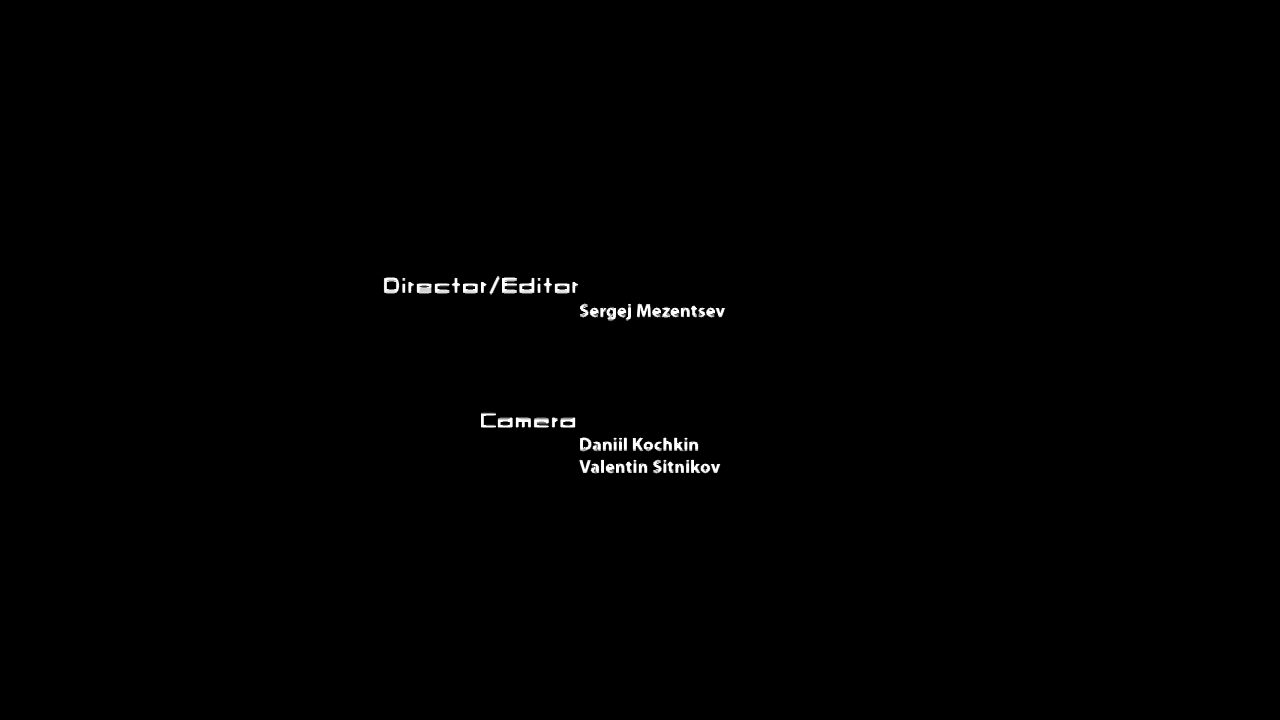 Director/Editor
Sergej Mezentsev
Camera
Daniil Kochkin
Valentin Sitnikov